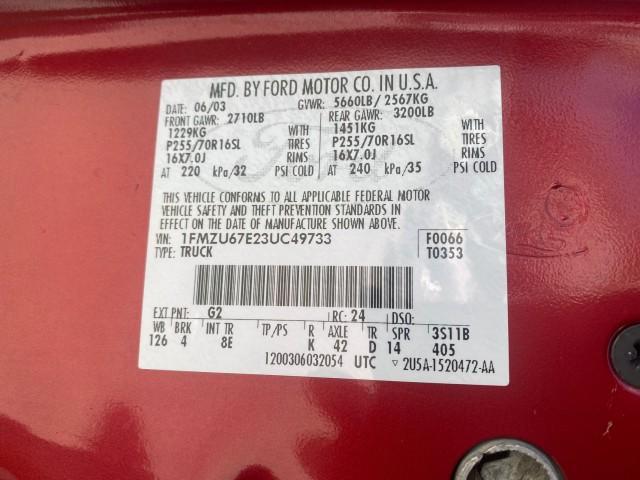 MFD. BY FORD MOTOR CO. IN U.S.A.
DATE: 06/03 GVWR: 5660LB/ 2567KG
FRONT GAWR: 2710LB REAR GAWR: 3200LB
1229KG WITH 1451KG WITH
P255/70R16SL TIRES P255/70R16SL TIRES
16X7.0J RIMS 16X7.0J RIMS
AT 220 kPa/32 PSI COLD AT 240 kPa/35 PSI COLD
THIS VEHICLE CONFORMS TO ALL APPLICABLE FEDERAL MOTOR
VEHICLE SAFETY AND THEFT PREVENTION STANDARDS IN
EFFECT ON THE DATE OF MANUFACTURE SHOWN ABOVE.
VIN: 1FMZU67E23UC49733 F0066
TYPE: TRUCK T0353
EXT PNT: G2 RC: 24 DSO:
WB BRK INT TR TP/PS R AXLE TR SPR 3S11B
126 4 8E K 42 D 14 405
1200306032054 UTC ▽ 2U5A-1520472-AA